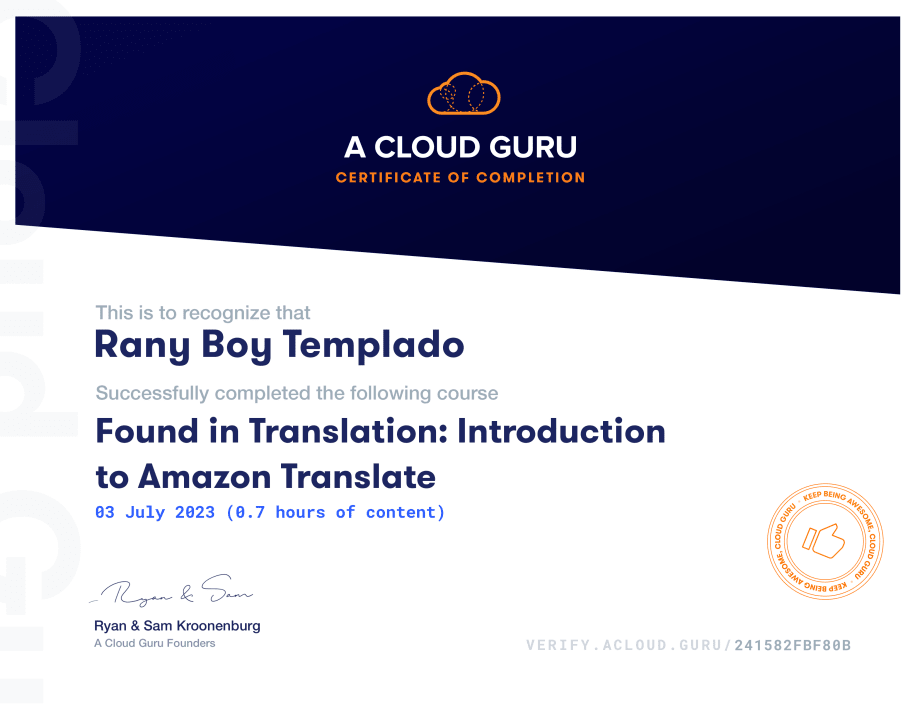 A CLOUD GURU
CERTIFICATE OF COMPLETION
This is to recognize that
Rany Boy Templado
Successfully completed the following course
Found in Translation: Introduction
to Amazon Translate
03 July 2023 (0.7 hours of content)
KEEP BEING AWESOME, CLOUD GURU · KEEP BEING AWESOME, CLOUD GURU ·
Ryan & Sam
Ryan & Sam Kroonenburg
A Cloud Guru Founders
VERIFY.ACLOUD.GURU/241582FBF80B